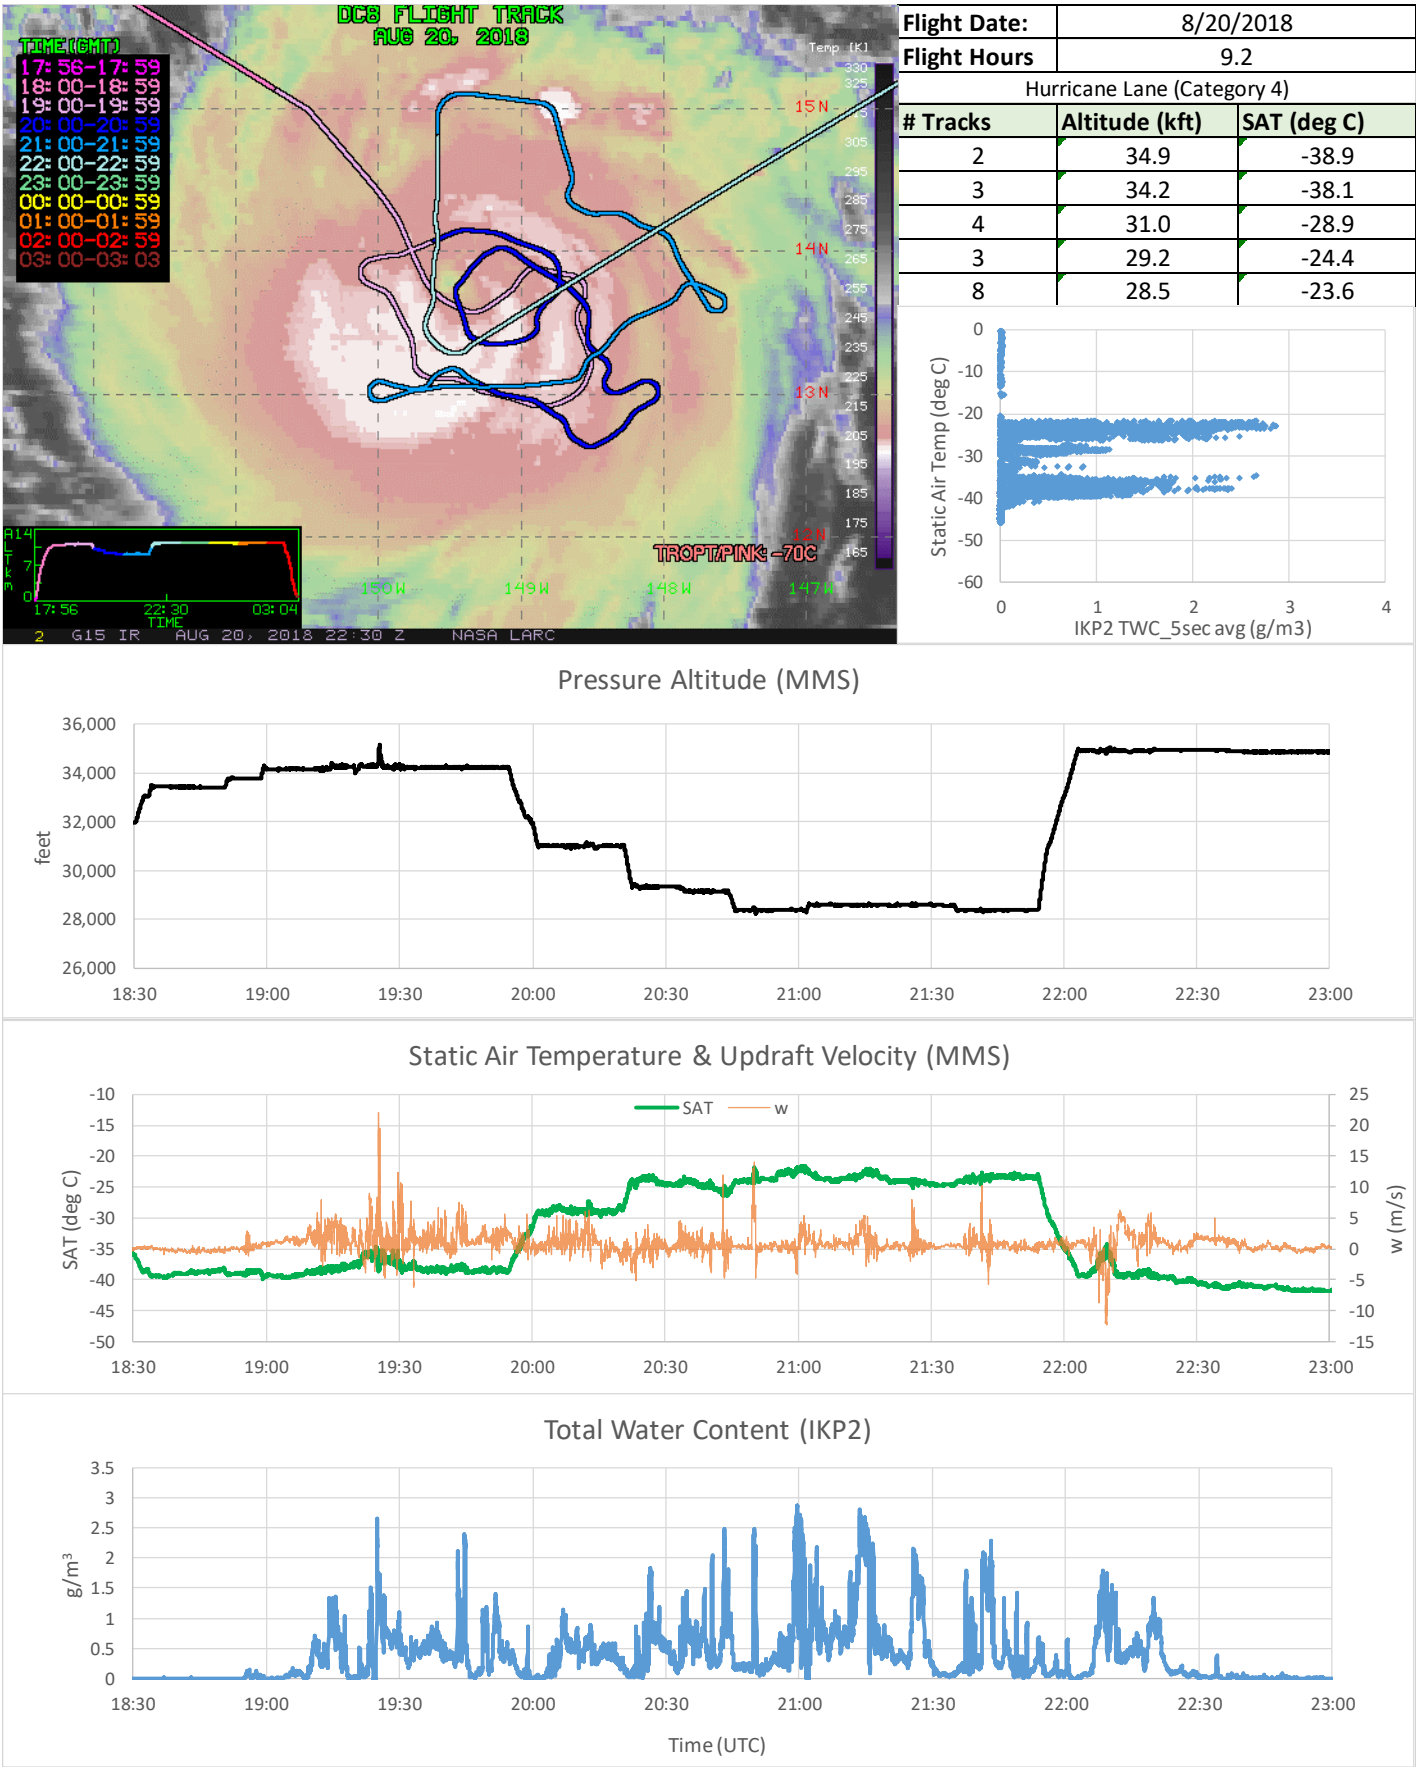 DC8 FLIGHT TRACK
AUG 20, 2018
TIME(GMT)
17:56-17:59
18:00-18:59
19:00-19:59
20:00-20:59
21:00-21:59
22:00-22:59
23:00-23:59
00:00-00:59
01:00-01:59
02:00-02:59
03:00-03:03
Temp [K]
330
325
305
295
285
275
265
255
245
235
225
215
205
195
185
175
165
15N
14N
13N
12N
TROPT/PINK: -70C
150W
149W
148W
147W
ALT km
14
7
0
17:56
22:30
03:04
TIME
2 G15 IR AUG 20, 2018 22:30 Z NASA LARC
Flight Date: 8/20/2018
Flight Hours 9.2
Hurricane Lane (Category 4)
# Tracks Altitude (kft) SAT (deg C)
2 34.9 -38.9
3 34.2 -38.1
4 31.0 -28.9
3 29.2 -24.4
8 28.5 -23.6
Static Air Temp (deg C)
0
-10
-20
-30
-40
-50
-60
0 1 2 3 4
IKP2 TWC_5sec avg (g/m3)
Pressure Altitude (MMS)
feet
36,000
34,000
32,000
30,000
28,000
26,000
18:30 19:00 19:30 20:00 20:30 21:00 21:30 22:00 22:30 23:00
Static Air Temperature & Updraft Velocity (MMS)
SAT w
SAT (deg C)
-10
-15
-20
-25
-30
-35
-40
-45
-50
25
20
15
10
5
0
-5
-10
-15
w (m/s)
18:30 19:00 19:30 20:00 20:30 21:00 21:30 22:00 22:30 23:00
Total Water Content (IKP2)
g/m³
3.5
3
2.5
2
1.5
1
0.5
0
18:30 19:00 19:30 20:00 20:30 21:00 21:30 22:00 22:30 23:00
Time (UTC)